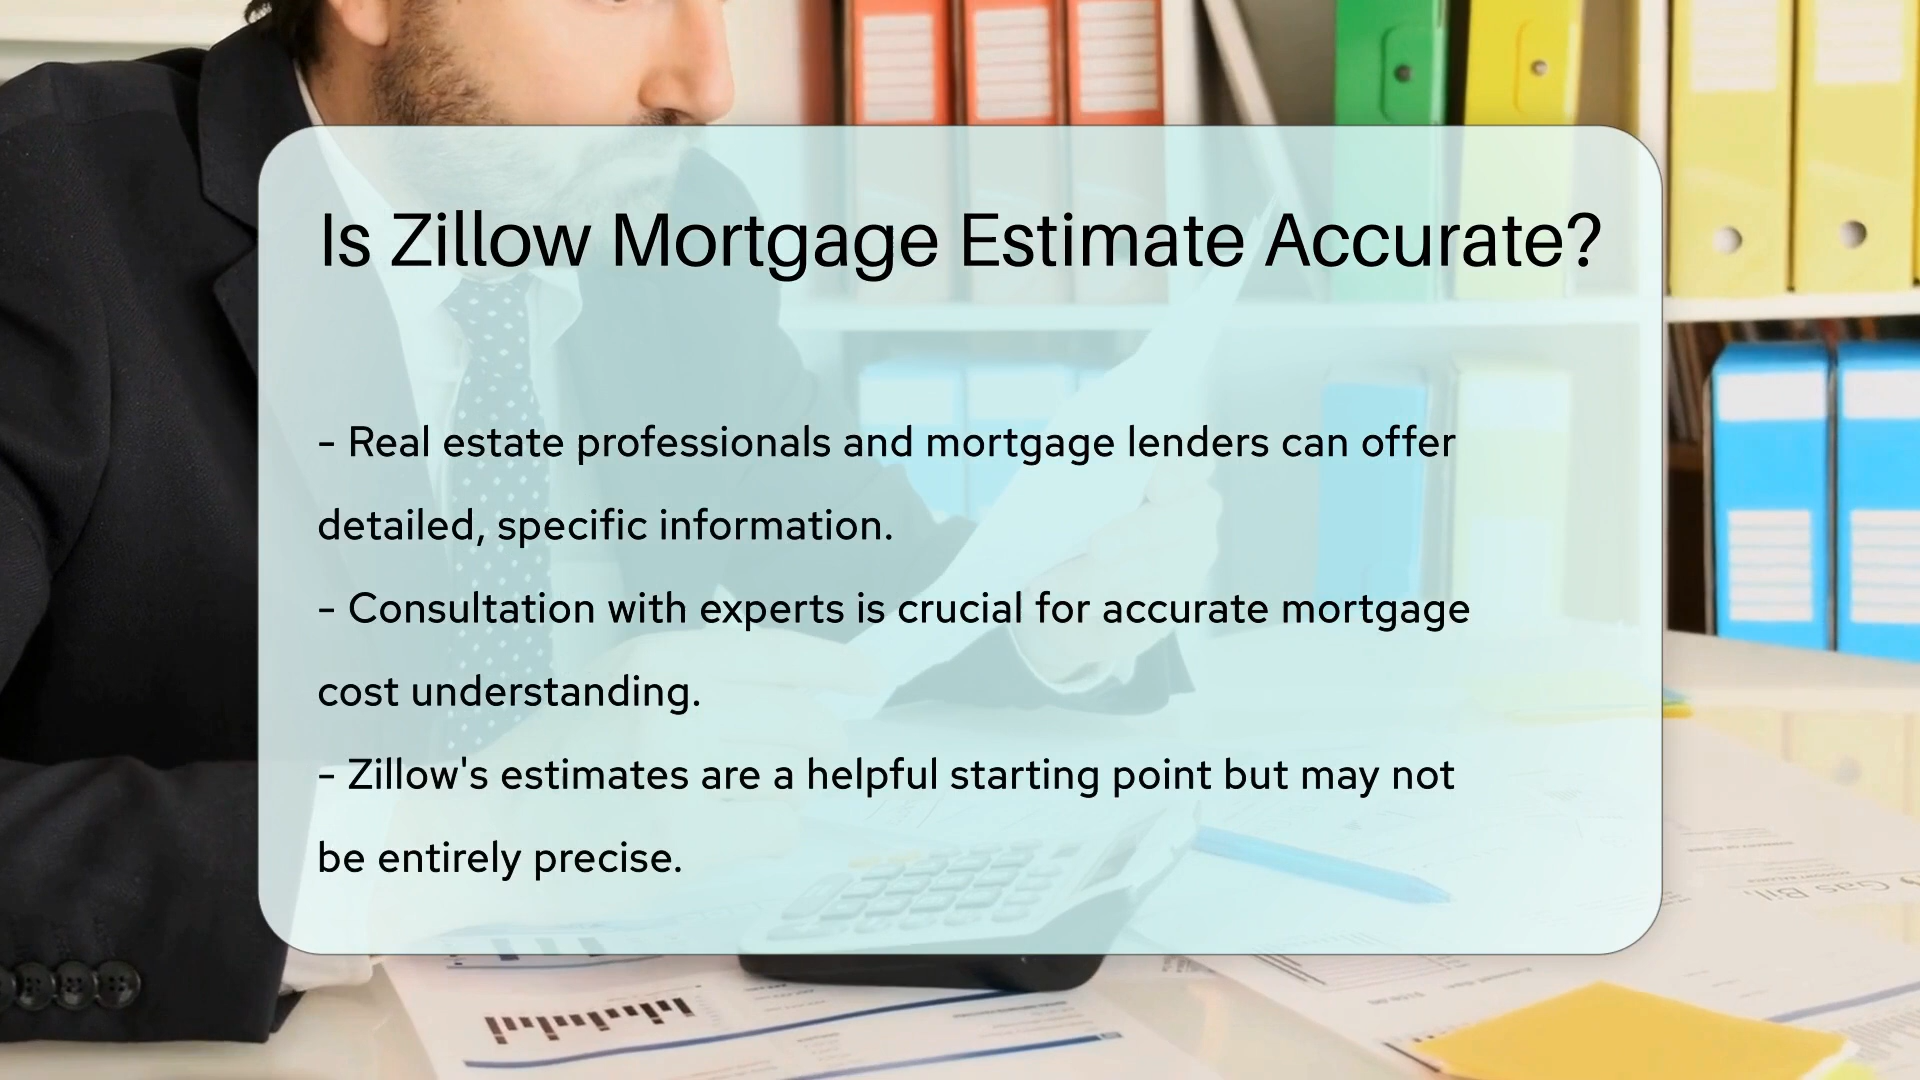 Is Zillow Mortgage Estimate Accurate?
- Real estate professionals and mortgage lenders can offer
detailed, specific information.
- Consultation with experts is crucial for accurate mortgage
cost understanding.
- Zillow's estimates are a helpful starting point but may not
be entirely precise.
Gas Bill